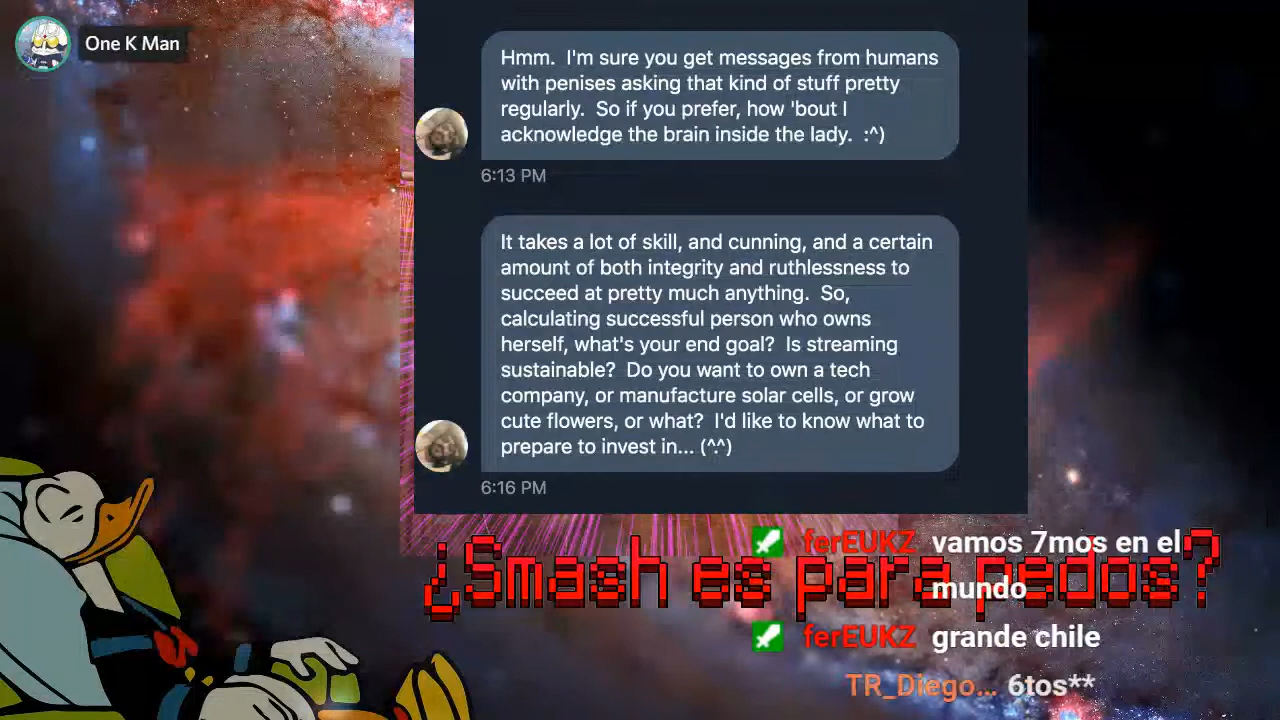 One K Man
Hmm.  I'm sure you get messages from humans
with penises asking that kind of stuff pretty
regularly.  So if you prefer, how 'bout I
acknowledge the brain inside the lady.  :^)
6:13 PM
It takes a lot of skill, and cunning, and a certain
amount of both integrity and ruthlessness to
succeed at pretty much anything.  So,
calculating successful person who owns
herself, what's your end goal?  Is streaming
sustainable?  Do you want to own a tech
company, or manufacture solar cells, or grow
cute flowers, or what?  I'd like to know what to
prepare to invest in... (^.^)
6:16 PM
¿Smash es para pedos?
ferEUKZ vamos 7mos en el
mundo
ferEUKZ grande chile
TR_Diego... 6tos**